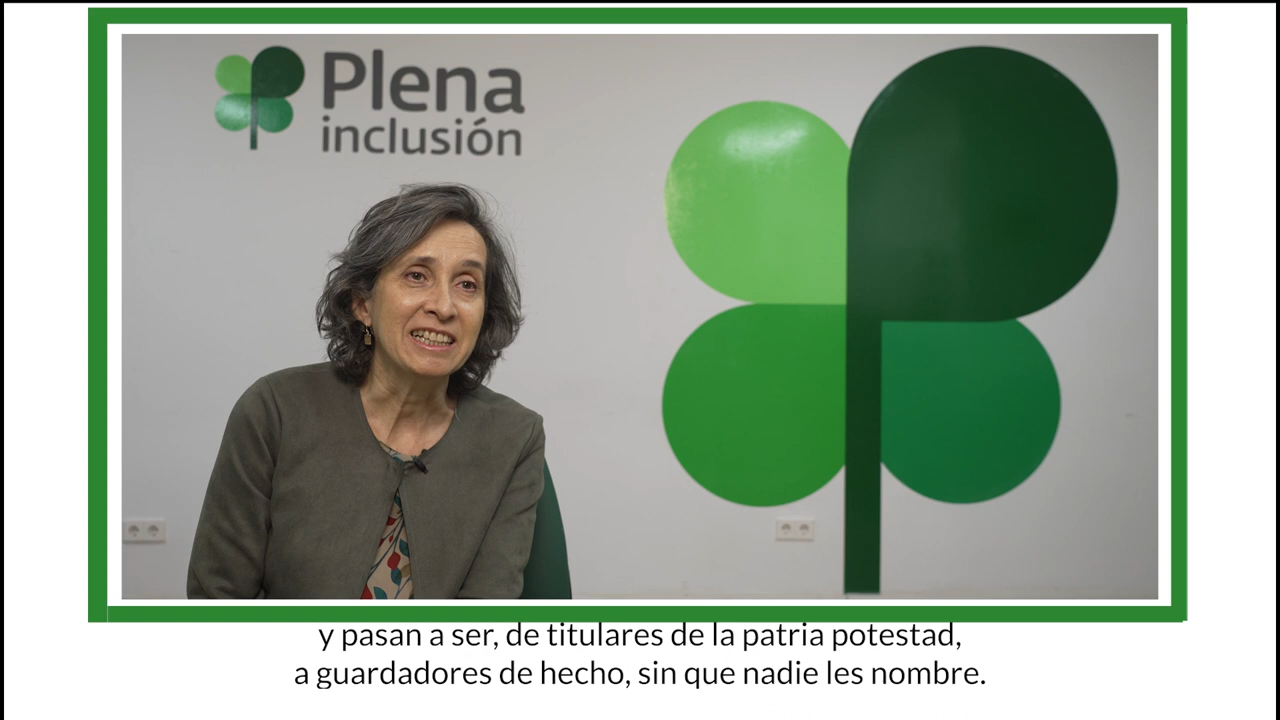 Plena
inclusión
y pasan a ser, de titulares de la patria potestad,
a guardadores de hecho, sin que nadie les nombre.